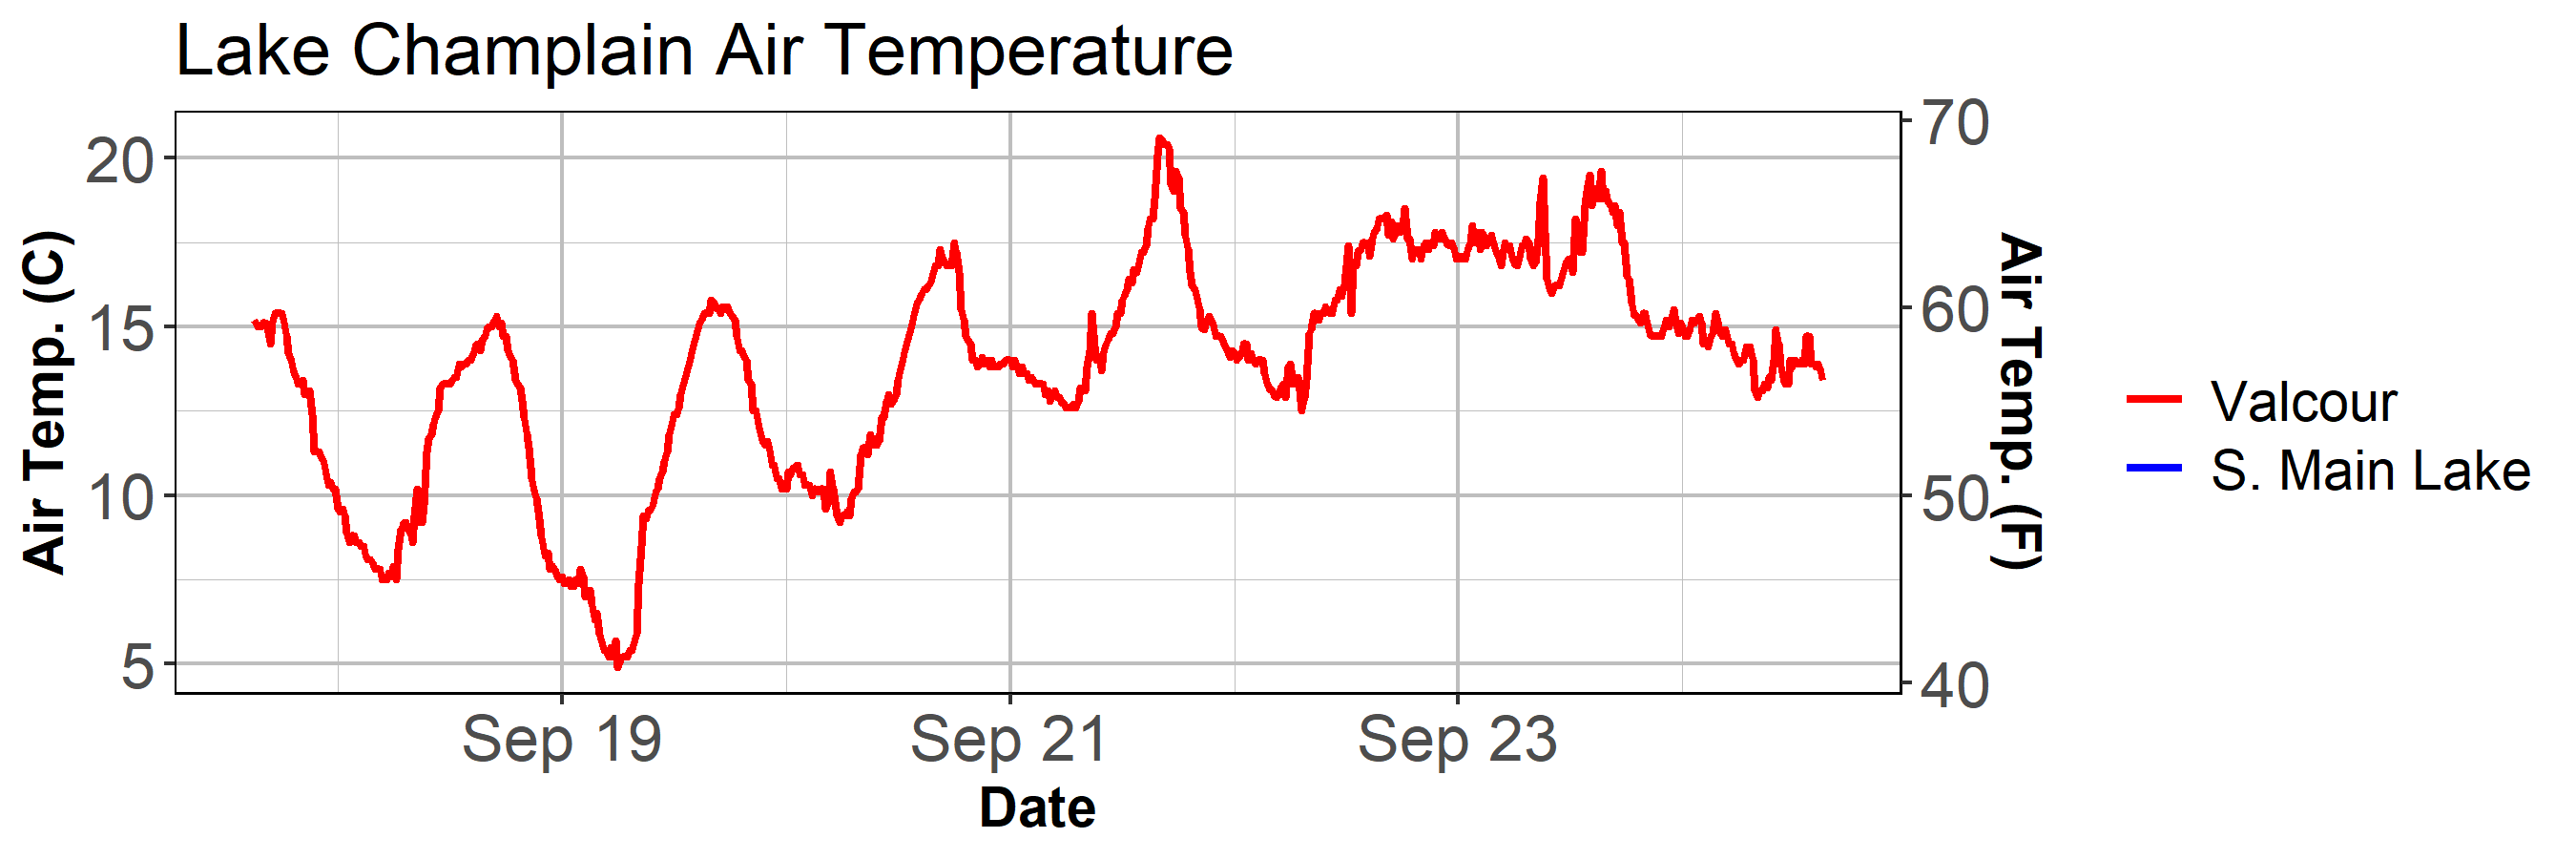 Lake Champlain Air Temperature
20
15
10
5
Air Temp. (C)
70
60
50
40
Air Temp. (F)
Sep 19
Sep 21
Sep 23
Date
Valcour
S. Main Lake